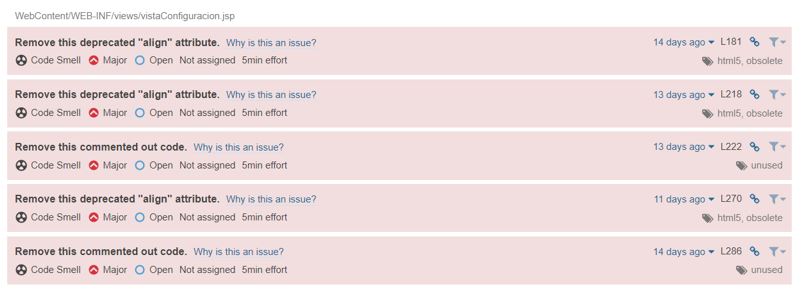 WebContent/WEB-INF/views/vistaConfiguracion.jsp
Remove this deprecated "align" attribute. Why is this an issue? 14 days ago L181
Code Smell Major Open Not assigned 5min effort html5, obsolete
Remove this deprecated "align" attribute. Why is this an issue? 13 days ago L218
Code Smell Major Open Not assigned 5min effort html5, obsolete
Remove this commented out code. Why is this an issue? 13 days ago L222
Code Smell Major Open Not assigned 5min effort unused
Remove this deprecated "align" attribute. Why is this an issue? 11 days ago L270
Code Smell Major Open Not assigned 5min effort html5, obsolete
Remove this commented out code. Why is this an issue? 14 days ago L286
Code Smell Major Open Not assigned 5min effort unused